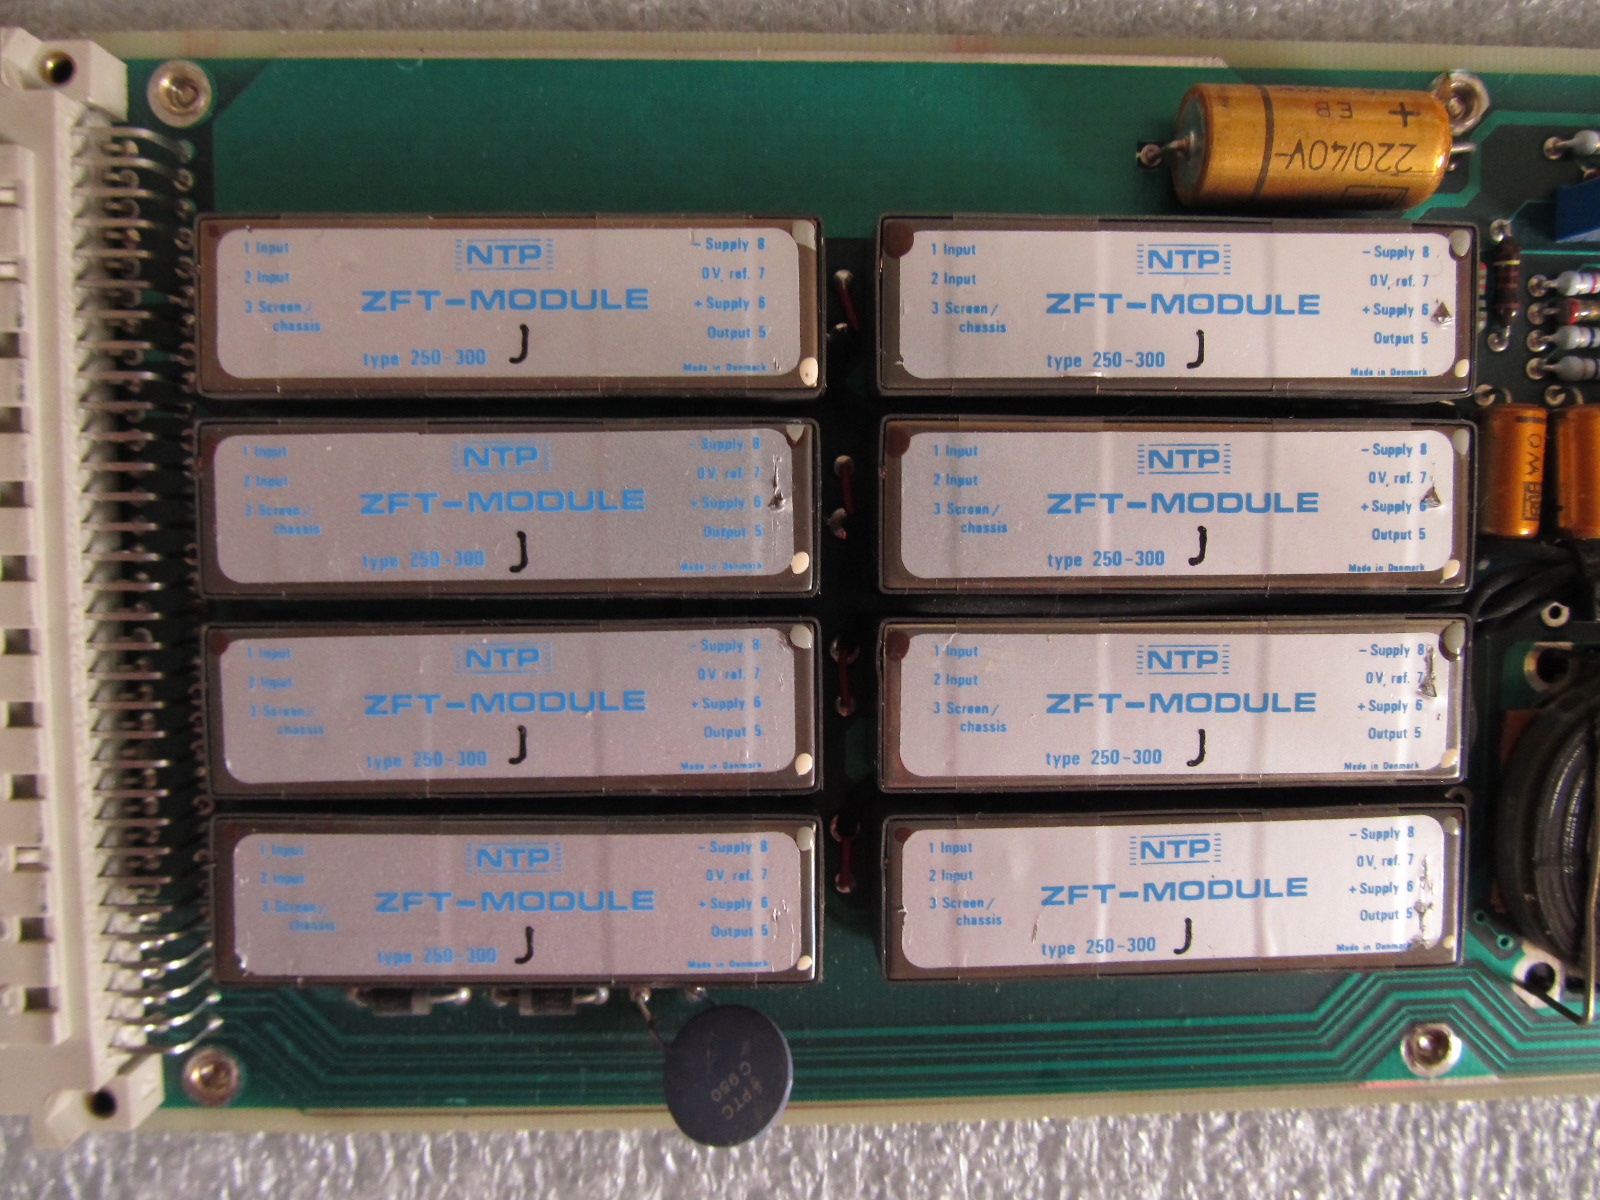 1 Input
2 Input
3 Screen/
chassis
NTP
ZFT-MODULE
type 250-300 J
- Supply 8
0V, ref. 7
+ Supply 6
Output 5
Made in Denmark
1 Input
2 Input
3 Screen/
chassis
NTP
ZFT-MODULE
type 250-300 J
- Supply 8
0V, ref. 7
+ Supply 6
Output 5
Made in Denmark
1 Input
2 Input
3 Screen/
chassis
NTP
ZFT-MODULE
type 250-300 J
- Supply 8
0V, ref. 7
+ Supply 6
Output 5
Made in Denmark
1 Input
2 Input
3 Screen/
chassis
NTP
ZFT-MODULE
type 250-300 J
- Supply 8
0V, ref. 7
+ Supply 6
Output 5
Made in Denmark
1 Input
2 Input
3 Screen/
chassis
NTP
ZFT-MODULE
type 250-300 J
- Supply 8
0V, ref. 7
+ Supply 6
Output 5
Made in Denmark
1 Input
2 Input
3 Screen/
chassis
NTP
ZFT-MODULE
type 250-300 J
- Supply 8
0V, ref. 7
+ Supply 6
Output 5
Made in Denmark
1 Input
2 Input
3 Screen/
chassis
NTP
ZFT-MODULE
type 250-300 J
- Supply 8
0V, ref. 7
+ Supply 6
Output 5
Made in Denmark
1 Input
2 Input
3 Screen/
chassis
NTP
ZFT-MODULE
type 250-300 J
- Supply 8
0V, ref. 7
+ Supply 6
Output 5
Made in Denmark
220/40V-
+
PTC
C950